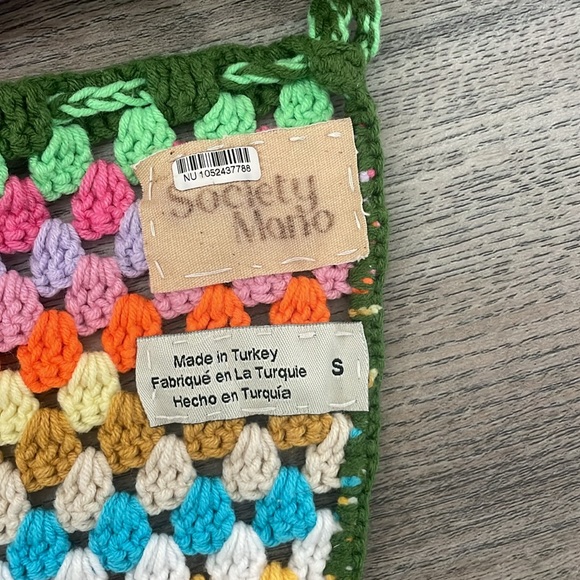 NU 1052437788
Society
Mario
Made in Turkey
Fabriqué en La Turquie
Hecho en Turquía
S